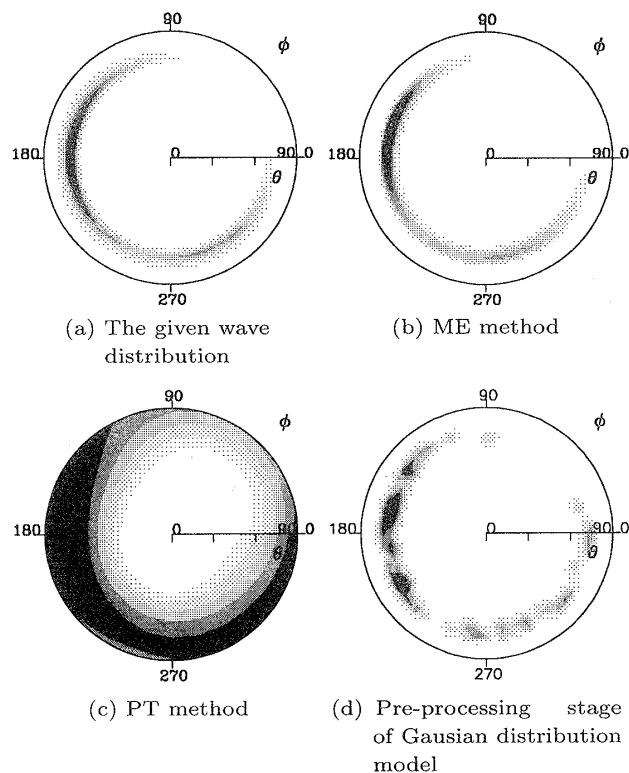 90
φ
180
0
90 0
θ
270
(a) The given wave
distribution
90
φ
180
0
90 0
θ
270
(b) ME method
90
φ
180
0
90 0
θ
270
(c) PT method
90
φ
180
0
90 0
θ
270
(d) Pre-processing stage
of Gausian distribution
model